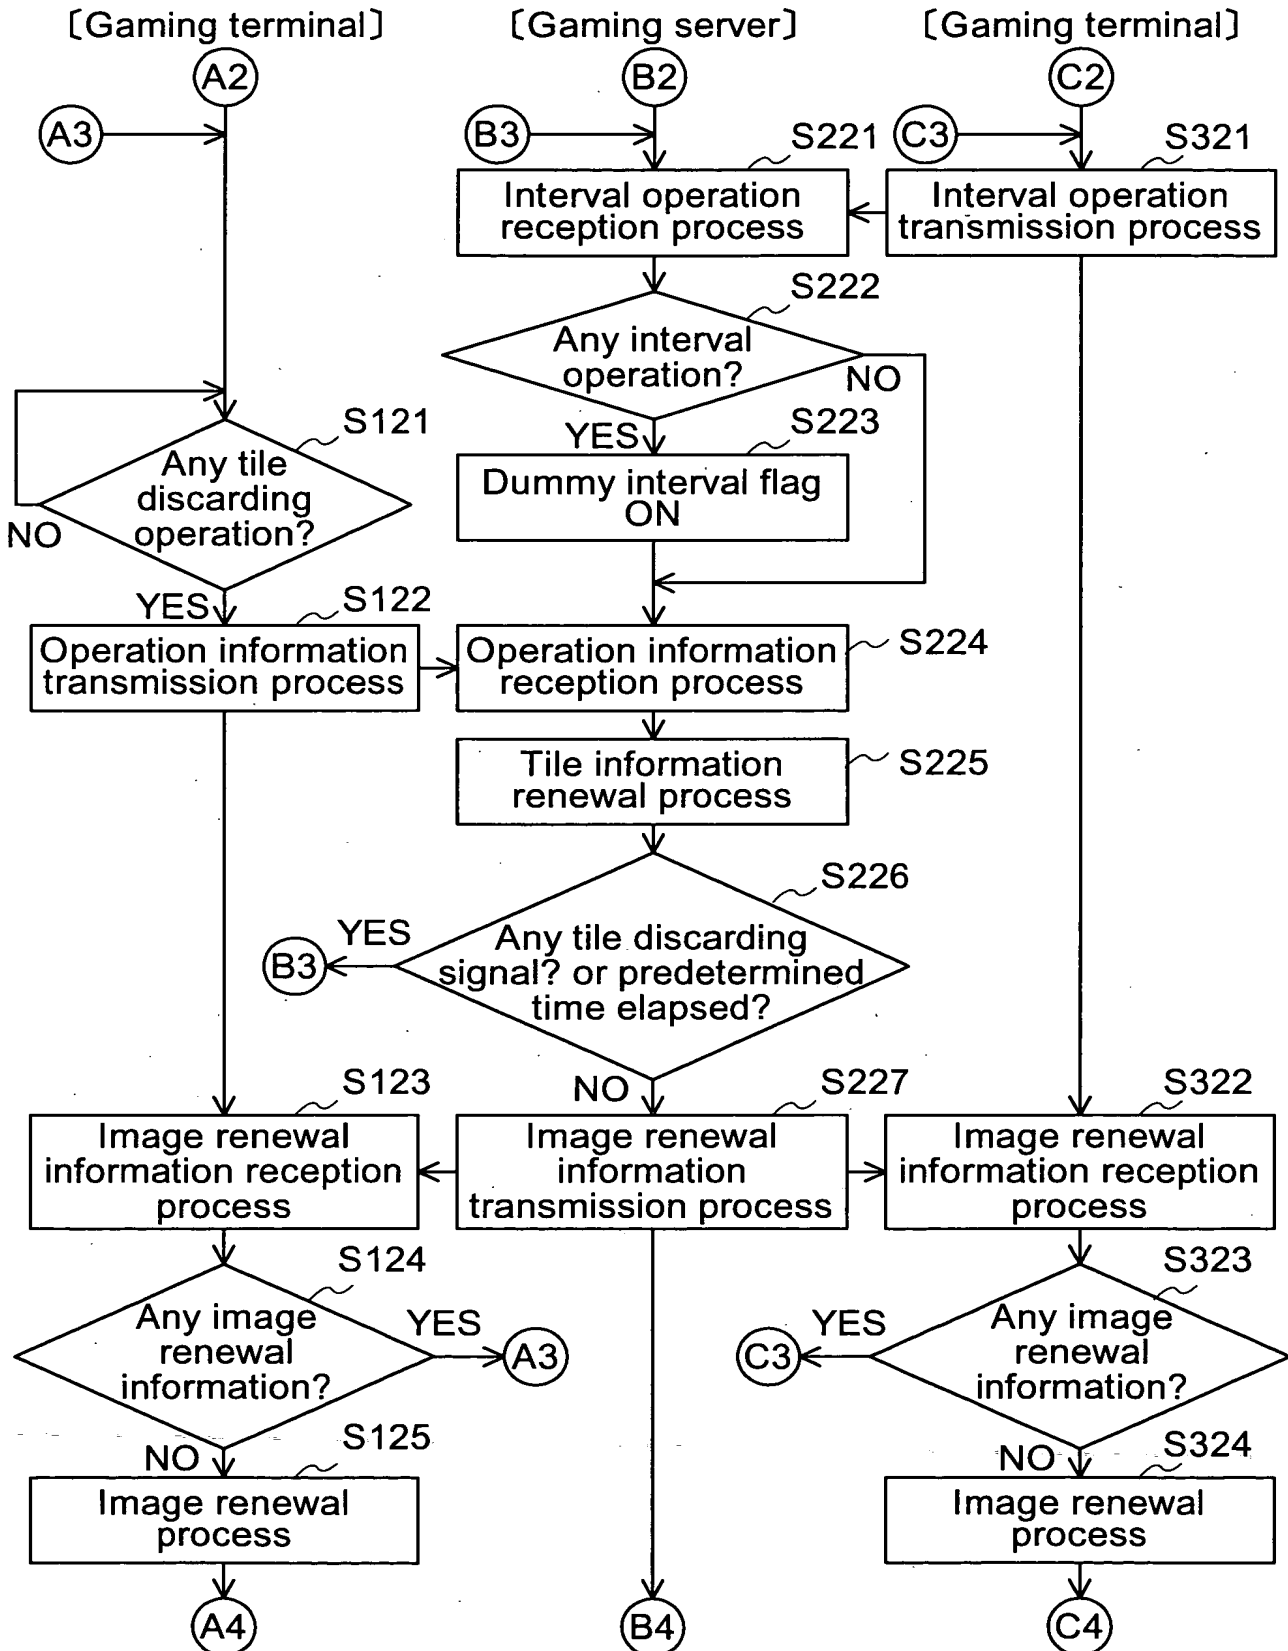 [Gaming terminal]
[Gaming server]
[Gaming terminal]
A2
B2
C2
A3
B3
S221
C3
S321
Interval operation
reception process
Interval operation
transmission process
S222
Any interval
operation?
NO
S121
YES
S223
Any tile
discarding
operation?
Dummy interval flag
ON
NO
YES
S122
Operation information
transmission process
Operation information
reception process
S224
Tile information
renewal process
S225
S226
YES
Any tile discarding
signal? or predetermined
time elapsed?
B3
S123
NO
S227
S322
Image renewal
information reception
process
Image renewal
information
transmission process
Image renewal
information reception
process
S124
S323
Any image
renewal
information?
YES
A3
C3
YES
Any image
renewal
information?
NO
S125
NO
S324
Image renewal
process
Image renewal
process
A4
B4
C4